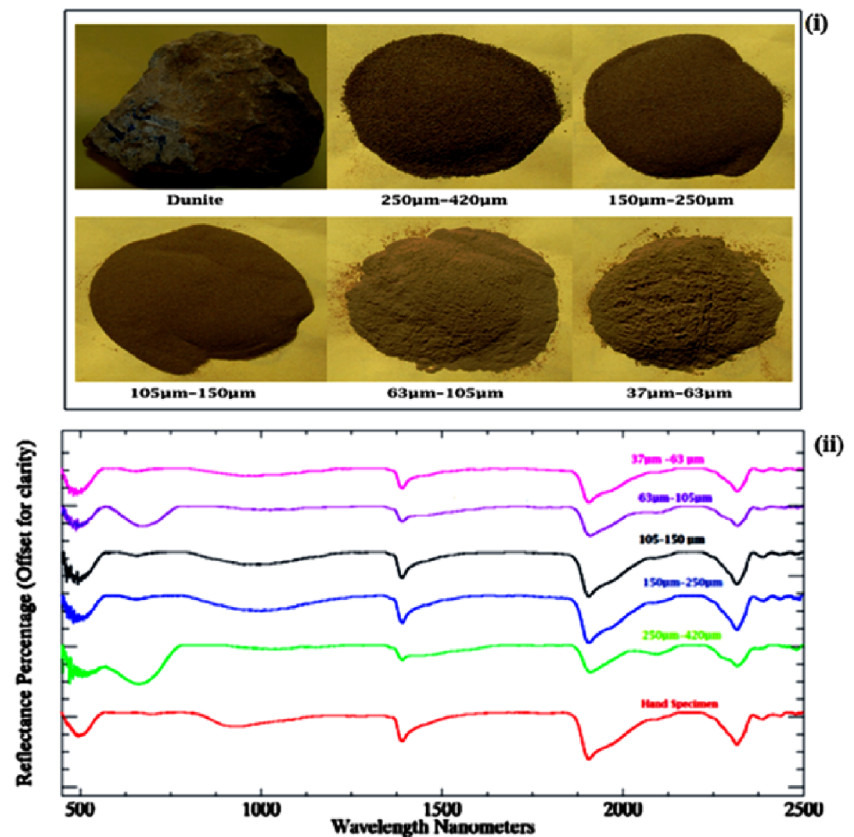 (i)
Dunite
250µm-420µm
150µm-250µm
105µm-150µm
63µm-105µm
37µm-63µm
(ii)
Reflectance Percentage (Offset for clarity)
37µm -63 µm
63µm-105µm
105-150 µm
150µm-250µm
250µm-420µm
Hand Specimen
500
1000
1500
2000
2500
Wavelength Nanometers